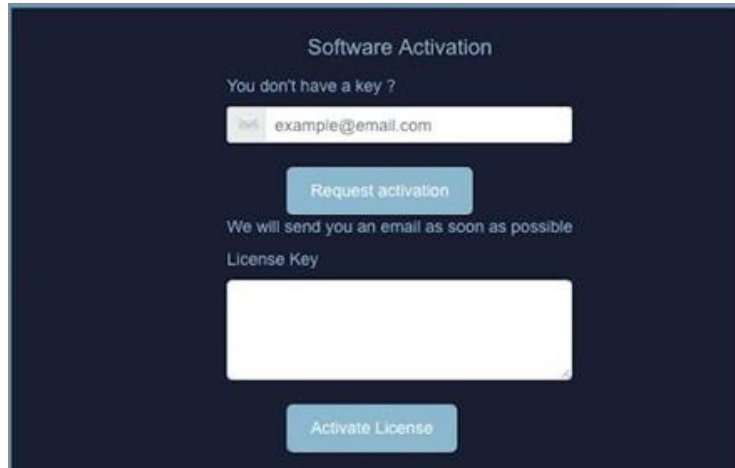 Software Activation
You don't have a key ?
example@email.com
Request activation
We will send you an email as soon as possible
License Key
Activate License